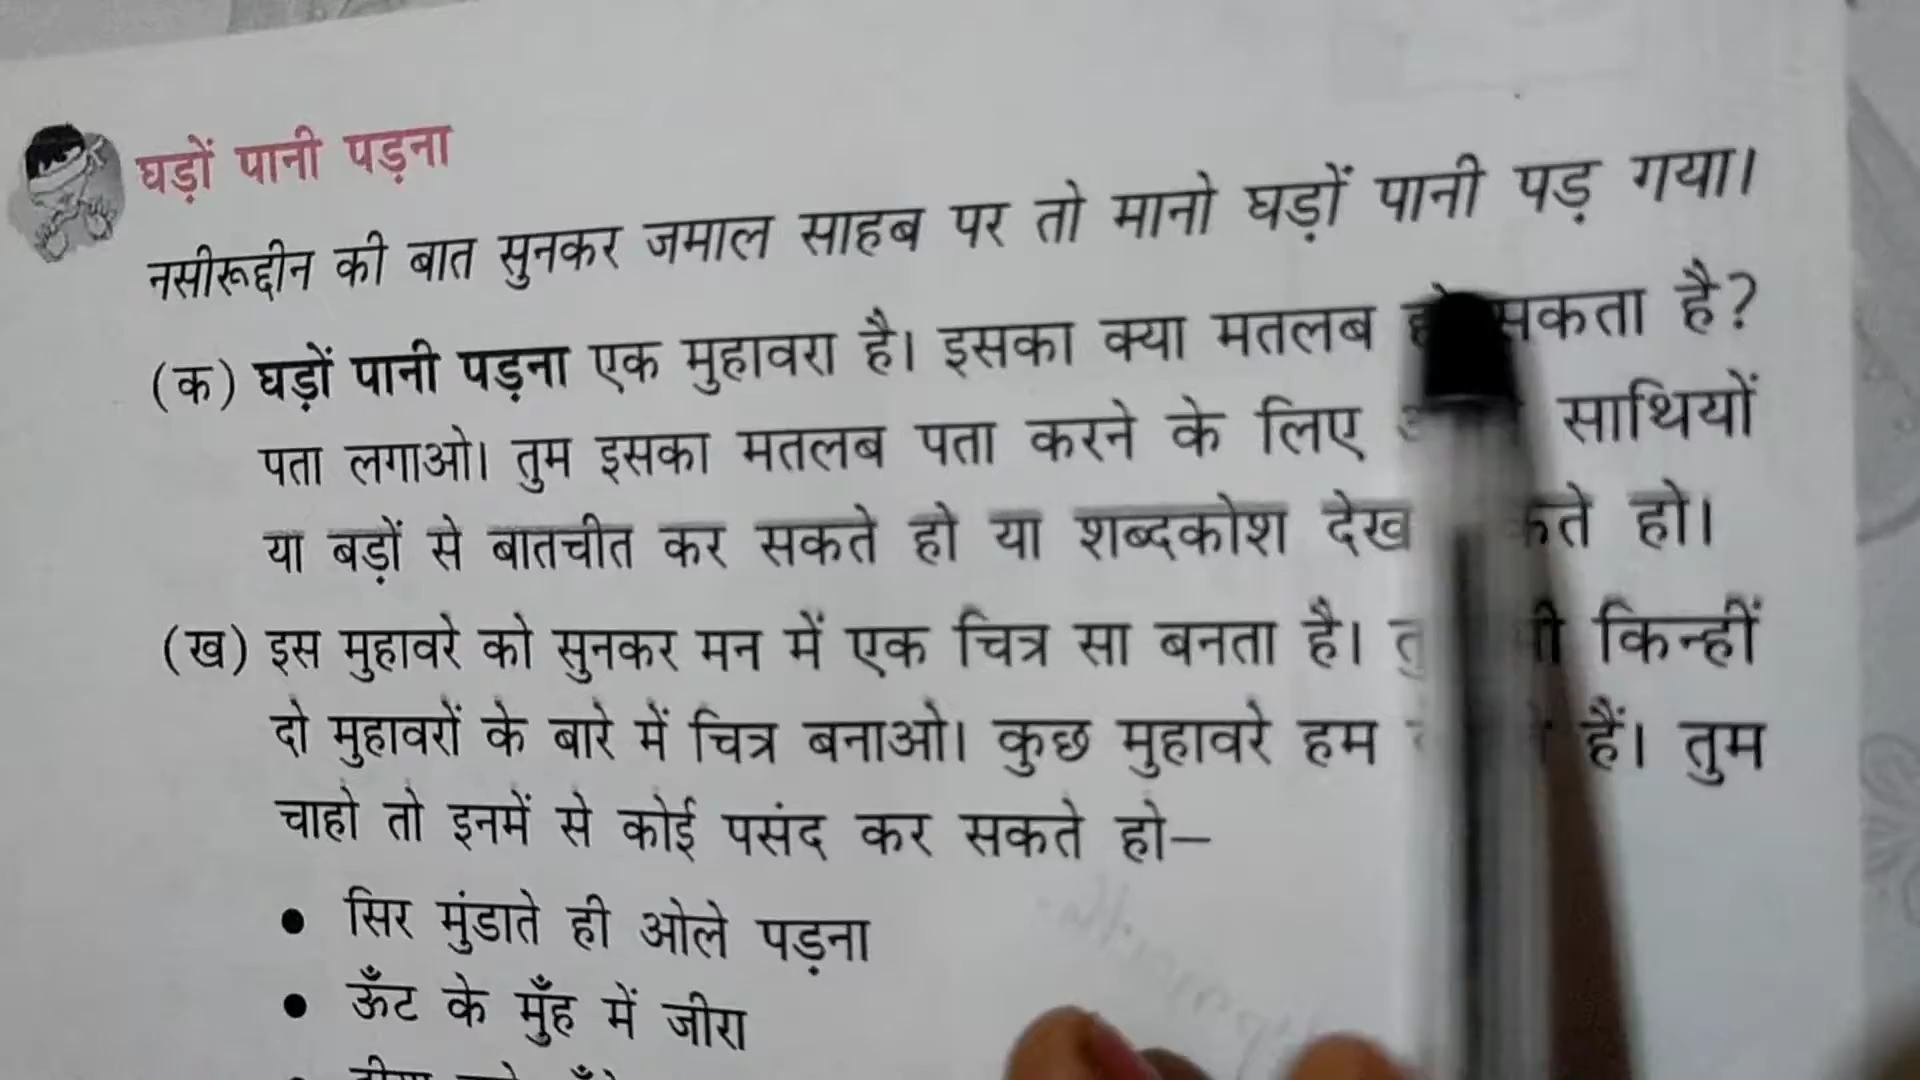 घड़ों पानी पड़ना
नसीरूद्दीन की बात सुनकर जमाल साहब पर तो मानो घड़ों पानी पड़ गया।
(क) घड़ों पानी पड़ना एक मुहावरा है। इसका क्या मतलब सकता है?
पता लगाओ। तुम इसका मतलब पता करने के लिए साथियों
या बड़ों से बातचीत कर सकते हो या शब्दकोश देख हो।
(ख) इस मुहावरे को सुनकर मन में एक चित्र सा बनता है। किन्हीं
दो मुहावरों के बारे में चित्र बनाओ। कुछ मुहावरे हम हैं। तुम
चाहो तो इनमें से कोई पसंद कर सकते हो–
• सिर मुंडाते ही ओले पड़ना
• ऊँट के मुँह में जीरा